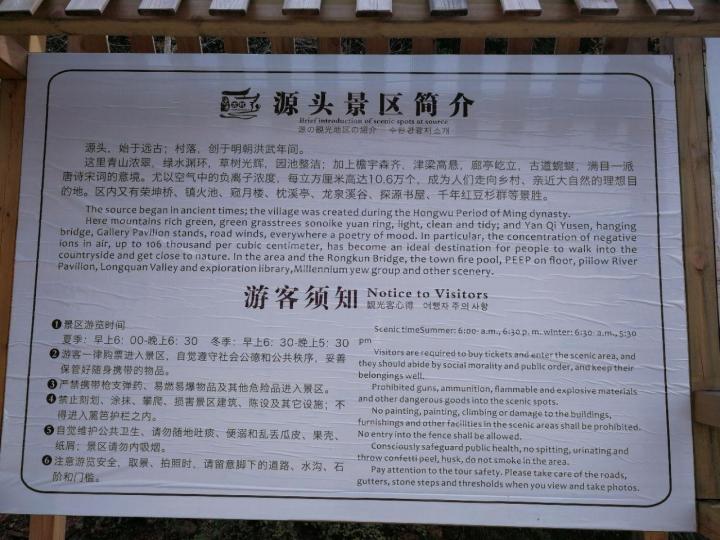 源头景区简介
Brief introduction of scenic spots at source
源の観光地区の紹介 수원관광지소개
源头，始于远古；村落，创于明朝洪武年间。
这里青山浓翠，绿水渊环，草树光辉，园池整洁；加上檐宇森齐，津梁高悬，廊亭屹立，古道蜿蜒，满目一派
唐诗宋词的意境。尤以空气中的负离子浓度，每立方厘米高达10.6万个，成为人们走向乡村、亲近大自然的理想目
的地。区内又有荣坤桥、镇火池、窥月楼、枕溪亭、龙泉溪谷、探源书屋、千年红豆杉群等景胜。
The source began in ancient times; the village was created during the Hongwu Period of Ming dynasty.
Here mountains rich green, green grasstrees sonoike yuan ring, light, clean and tidy; and Yan Qi Yusen, hanging
bridge, Gallery Pavilion stands, road winds, everywhere a poetry of mood. In particular, the concentration of negative
ions in air, up to 106 thousand per cubic centimeter, has become an ideal destination for people to walk into the
countryside and get close to nature. In the area and the Rongkun Bridge, the town fire pool, PEEP on floor, piilow River
Pavilion, Longquan Valley and exploration library, Millennium yew group and other scenery.
游客须知 Notice to Visitors
観光客心得 여행자 주의 사항
❶景区游览时间
夏季：早上6：00-晚上6：30 冬季：早上6：30-晚上5：30
❷游客一律购票进入景区，自觉遵守社会公德和公共秩序，妥善
保管好随身携带的物品。
❸严禁携带枪支弹药、易燃易爆物品及其他危险品进入景区。
❹禁止刻划、涂抹、攀爬、损害景区建筑、陈设及其它设施；不
得进入篱笆护栏之内。
❺自觉维护公共卫生、请勿随地吐痰、便溺和乱丢瓜皮、果壳、
纸屑；景区请勿内吸烟。
❻注意游览安全，取景、拍照时，请留意脚下的道路、水沟、石
阶和门槛。
Scenic timeSummer: 6:00- a.m., 6:30 p. m. winter: 6:30- a.m., 5:30
pm
Visitors are required to buy tickets and enter the scenic area, and
they should abide by social morality and public order, and keep their
belongings well.
Prohibited guns, ammunition, flammable and explosive materials
and other dangerous goods into the scenic spots.
No painting, painting, climbing or damage to the buildings,
furnishings and other facilities in the scenic areas shall be prohibited.
No entry into the fence shall be allowed.
Consciously safeguard public health, no spitting, urinating and
throw confetti peel, husk, do not smoke in the area.
Pay attention to the tour safety. Please take care of the roads,
gutters, stone steps and thresholds when you view and take photos.